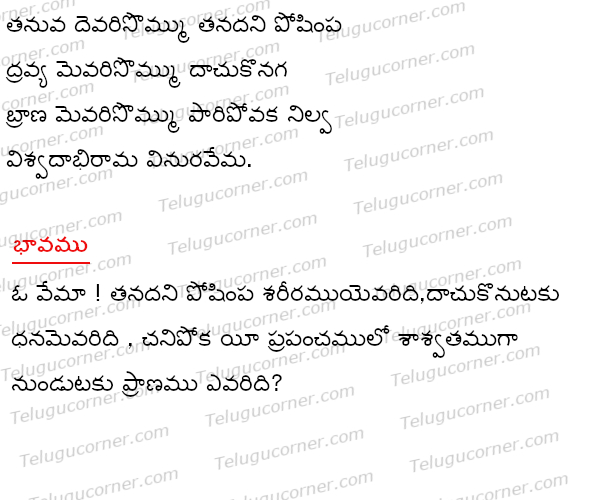 తనువ దెవరిసొమ్ము తనదని పోషింప
ద్రవ్య మెవరిసొమ్ము దాచుకొనగ
బ్రాణ మెవరిసొమ్ము పారిపోవక నిల్వ
విశ్వదాభిరామ వినురవేమ.
భావము
ఓ వేమా ! తనదని పోషింప శరీరముయెవరిది,దాచుకొనుటకు
ధనమెవరిది , చనిపోక యీ ప్రపంచములో శాశ్వతముగా
నుండుటకు ప్రాణము ఎవరిది?
Telugucorner.com